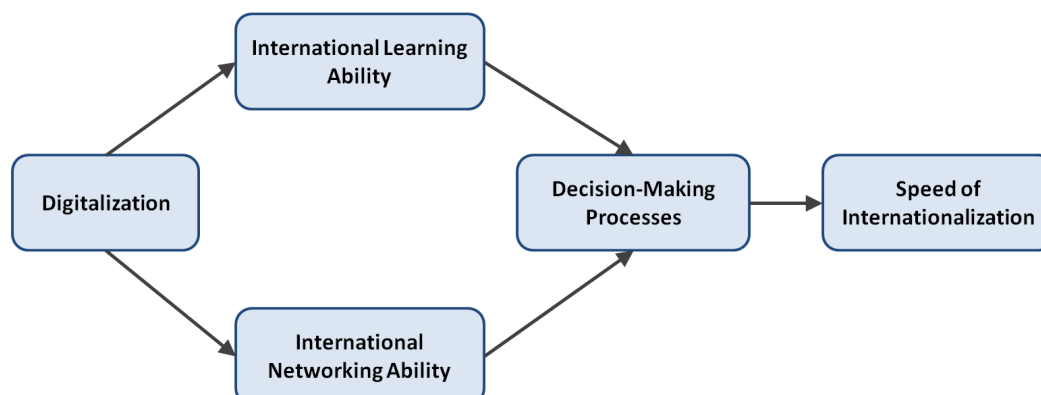 International Learning
Ability
Digitalization
Decision-Making
Processes
Speed of
Internationalization
International
Networking Ability